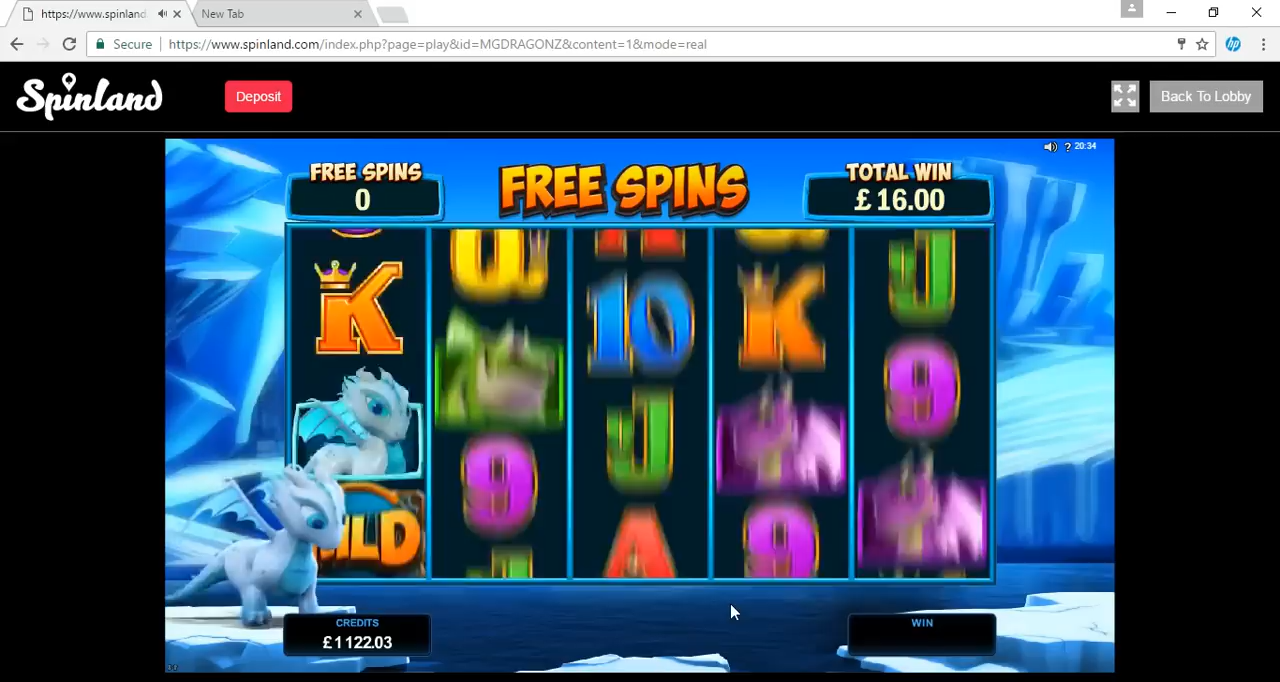 https://www.spinland
New Tab
Secure
https://www.spinland.com/index.php?page=play&id=MGDRAGONZ&content=1&mode=real
hp
Spinland
Deposit
Back To Lobby
? 20:34
FREE SPINS
0
FREE SPINS
TOTAL WIN
£16.00
K
10
K
J
J
9
9
WILD
A
9
CREDITS
£1122.03
WIN